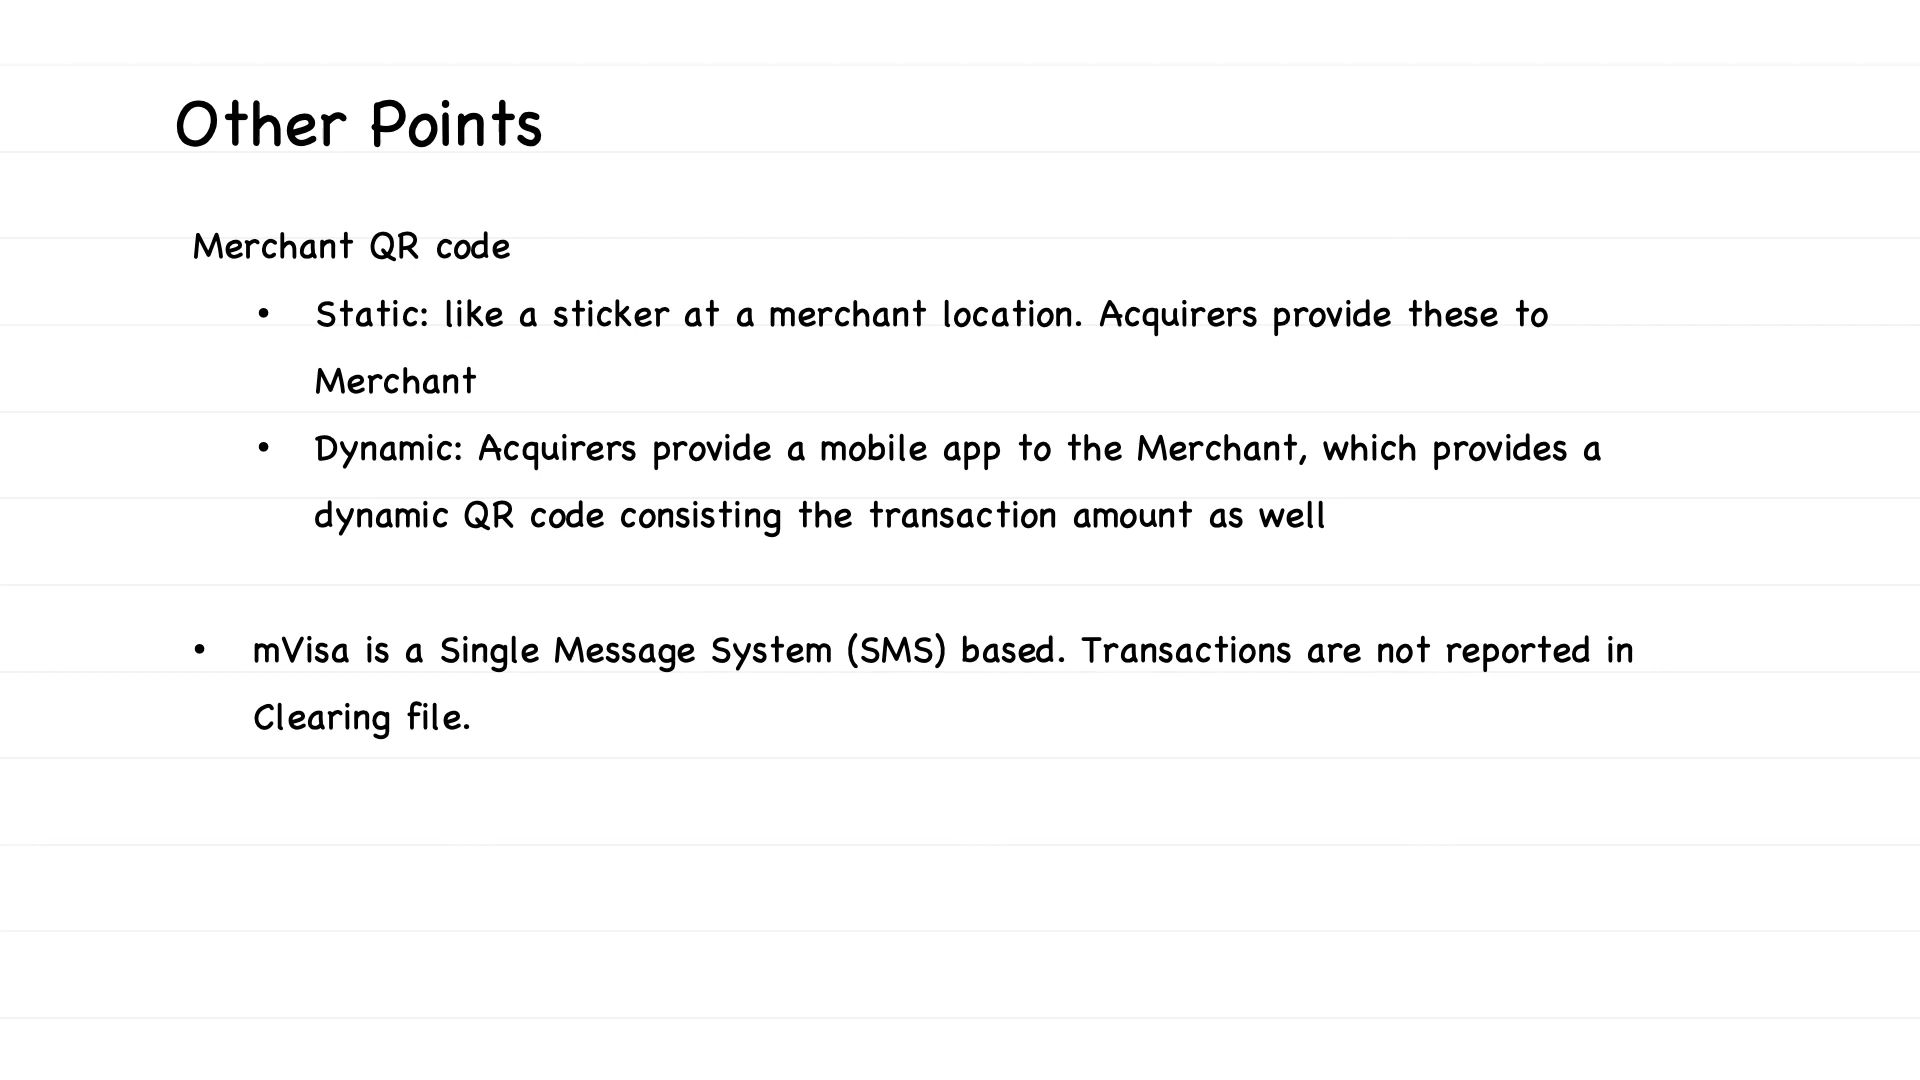 Other Points
Merchant QR code
• Static: like a sticker at a merchant location. Acquirers provide these to
Merchant
• Dynamic: Acquirers provide a mobile app to the Merchant, which provides a
dynamic QR code consisting the transaction amount as well
• mVisa is a Single Message System (SMS) based. Transactions are not reported in
Clearing file.